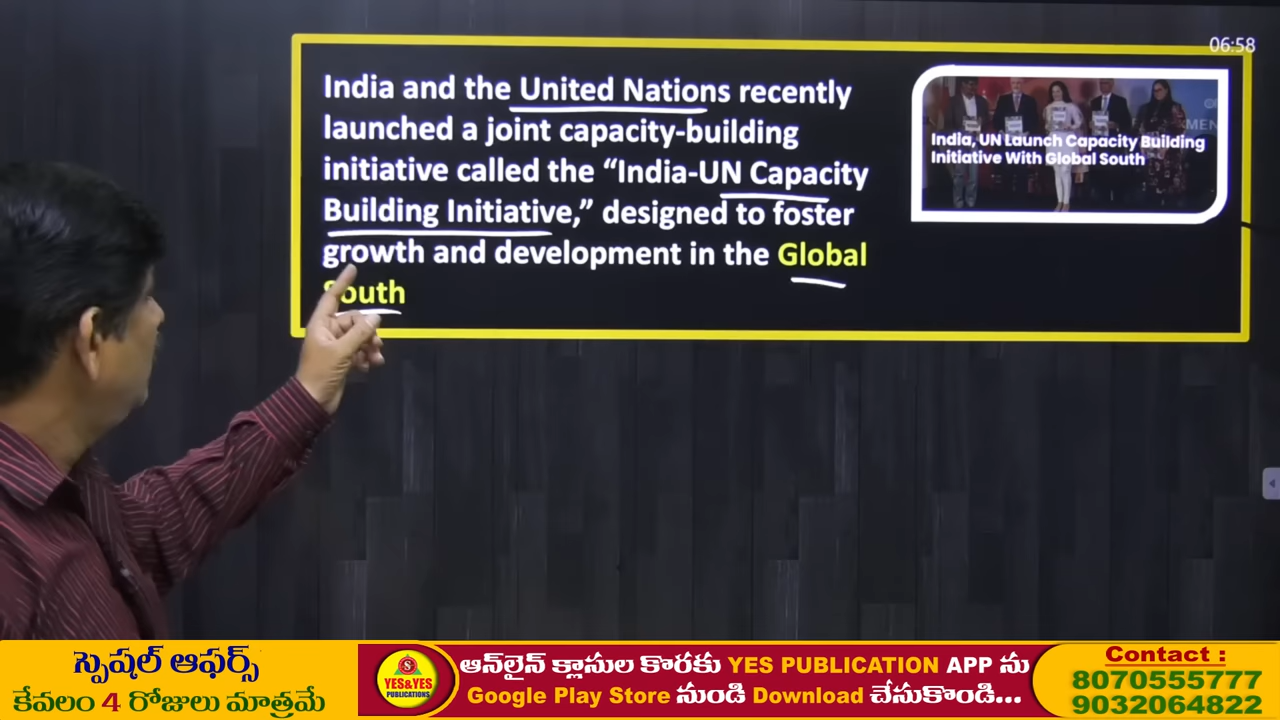 06:58
India and the United Nations recently
launched a joint capacity-building
initiative called the “India-UN Capacity
Building Initiative,” designed to foster
growth and development in the Global
South
India, UN Launch Capacity Building
Initiative With Global South
స్పెషల్ ఆఫర్స్
కేవలం 4 రోజులు మాత్రమే
S
YES&YES
PUBLICATIONS
ఆన్‌లైన్ క్లాసుల కొరకు YES PUBLICATION APP ను
Google Play Store నుండి Download చేసుకొండి...
Contact :
8070555777
9032064822